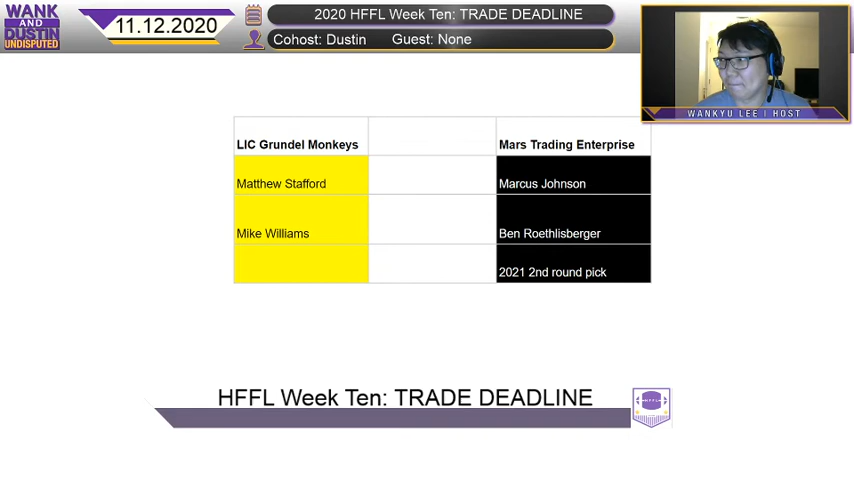 WANK
AND
DUSTIN
UNDISPUTED
11.12.2020
2020 HFFL Week Ten: TRADE DEADLINE
Cohost: Dustin Guest: None
WANKYU LEE | HOST
LIC Grundel Monkeys Mars Trading Enterprise
Matthew Stafford Marcus Johnson
Mike Williams Ben Roethlisberger
2021 2nd round pick
HFFL Week Ten: TRADE DEADLINE
HFFL